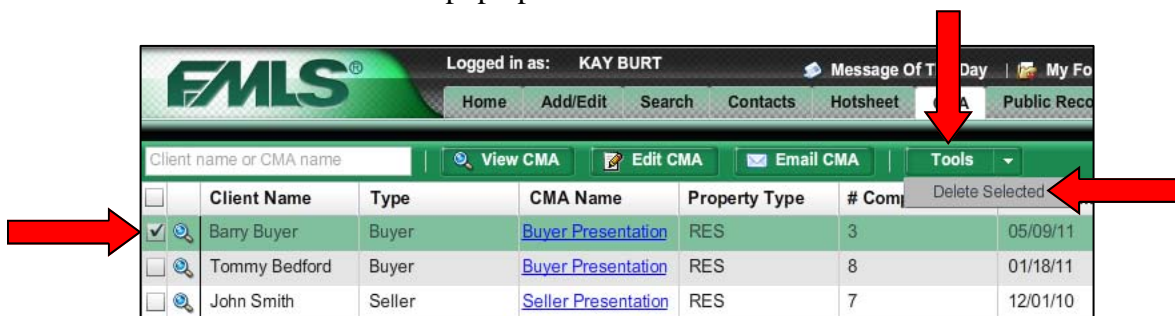 FMLS®
Logged in as: KAY BURT
Message Of T Day | My Fo
Home Add/Edit Search Contacts Hotsheet Public Reco
Client name or CMA name | View CMA Edit CMA Email CMA | Tools
Delete Selected
Client Name Type CMA Name Property Type # Comp
Barry Buyer Buyer Buyer Presentation RES 3 05/09/11
Tommy Bedford Buyer Buyer Presentation RES 8 01/18/11
John Smith Seller Seller Presentation RES 7 12/01/10